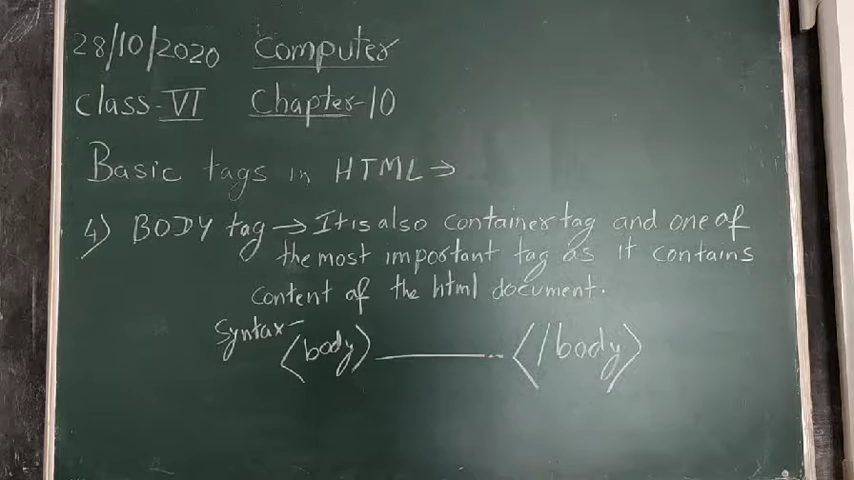 28/10/2020 Computer
Class-VI Chapter-10
Basic tags in HTML ⇒
4) BODY tag → It is also container tag and one of
the most important tag as it contains
content of the html document.
Syntax-
<body> ——— </body>